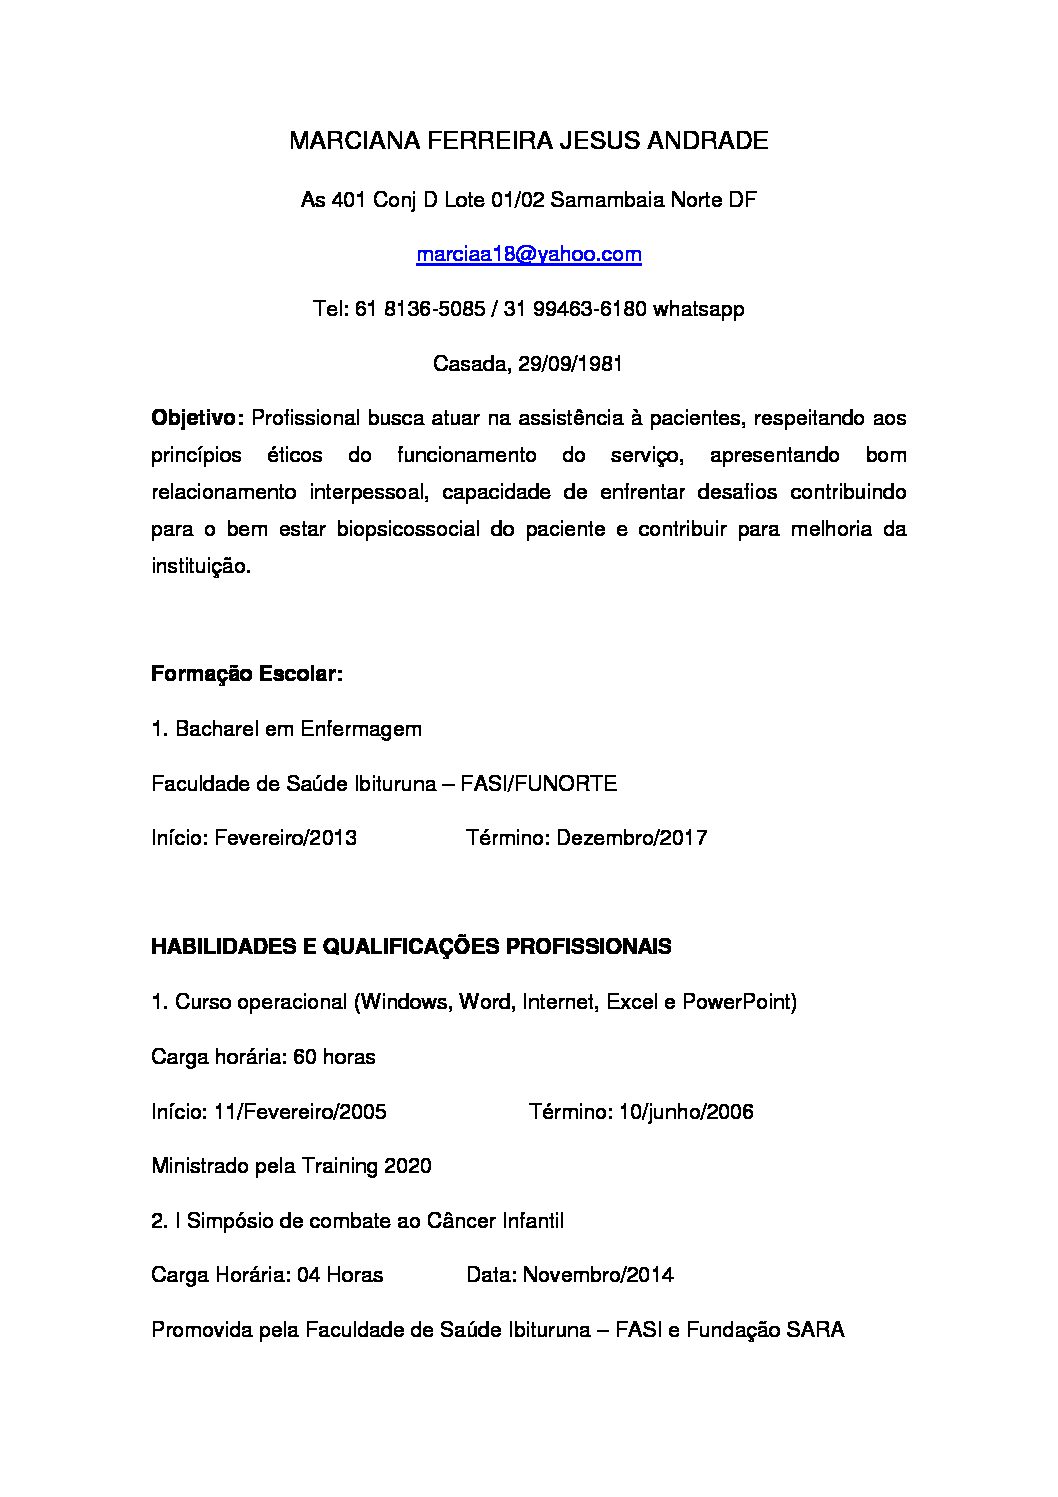 MARCIANA FERREIRA JESUS ANDRADE
As 401 Conj D Lote 01/02 Samambaia Norte DF
marciaa18@yahoo.com
Tel: 61 8136-5085 / 31 99463-6180 whatsapp
Casada, 29/09/1981
Objetivo: Profissional busca atuar na assistência à pacientes, respeitando aos
princípios éticos do funcionamento do serviço, apresentando bom
relacionamento interpessoal, capacidade de enfrentar desafios contribuindo
para o bem estar biopsicossocial do paciente e contribuir para melhoria da
instituição.
Formação Escolar:
1. Bacharel em Enfermagem
Faculdade de Saúde Ibituruna – FASI/FUNORTE
Início: Fevereiro/2013 Término: Dezembro/2017
HABILIDADES E QUALIFICAÇÕES PROFISSIONAIS
1. Curso operacional (Windows, Word, Internet, Excel e PowerPoint)
Carga horária: 60 horas
Início: 11/Fevereiro/2005 Término: 10/junho/2006
Ministrado pela Training 2020
2. I Simpósio de combate ao Câncer Infantil
Carga Horária: 04 Horas Data: Novembro/2014
Promovida pela Faculdade de Saúde Ibituruna – FASI e Fundação SARA